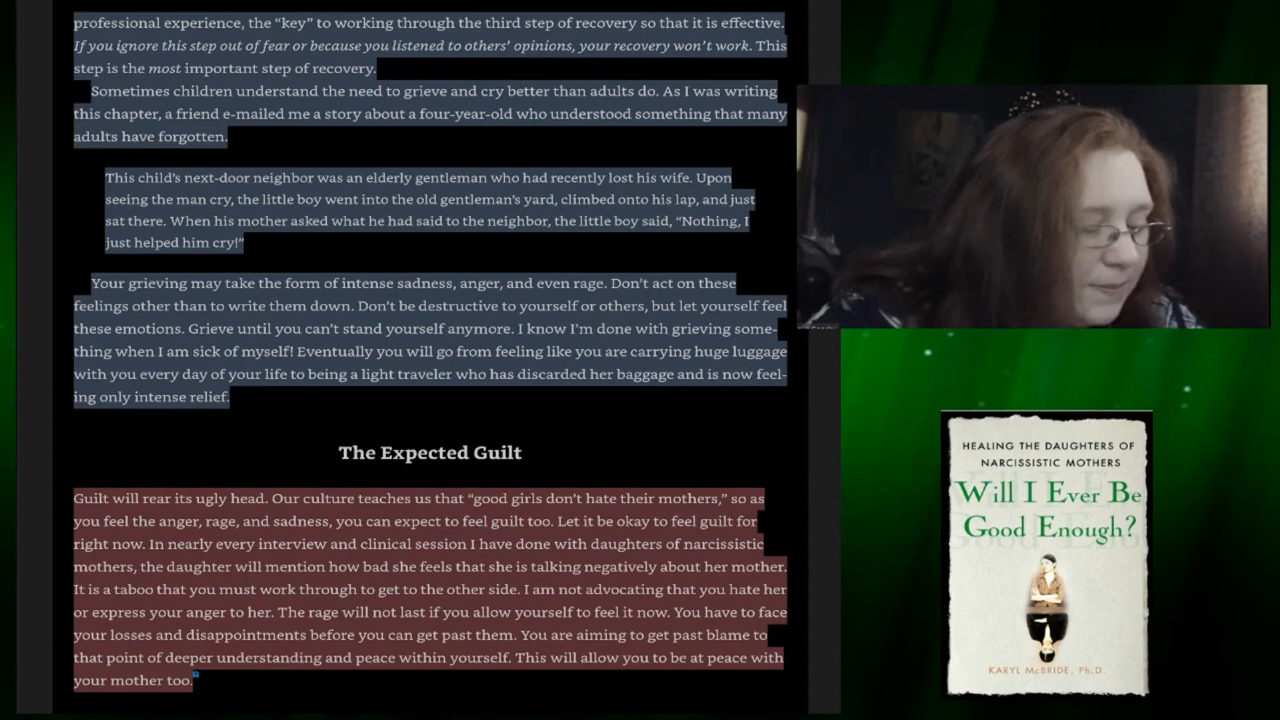 professional experience, the “key” to working through the third step of recovery so that it is effective.
If you ignore this step out of fear or because you listened to others’ opinions, your recovery won’t work. This
step is the most important step of recovery.
Sometimes children understand the need to grieve and cry better than adults do. As I was writing
this chapter, a friend e-mailed me a story about a four-year-old who understood something that many
adults have forgotten.
This child’s next-door neighbor was an elderly gentleman who had recently lost his wife. Upon
seeing the man cry, the little boy went into the old gentleman’s yard, climbed onto his lap, and just
sat there. When his mother asked what he had said to the neighbor, the little boy said, “Nothing, I
just helped him cry!”
Your grieving may take the form of intense sadness, anger, and even rage. Don’t act on these
feelings other than to write them down. Don’t be destructive to yourself or others, but let yourself feel
these emotions. Grieve until you can’t stand yourself anymore. I know I’m done with grieving some-
thing when I am sick of myself! Eventually you will go from feeling like you are carrying huge luggage
with you every day of your life to being a light traveler who has discarded her baggage and is now feel-
ing only intense relief.
The Expected Guilt
Guilt will rear its ugly head. Our culture teaches us that “good girls don’t hate their mothers,” so as
you feel the anger, rage, and sadness, you can expect to feel guilt too. Let it be okay to feel guilt for
right now. In nearly every interview and clinical session I have done with daughters of narcissistic
mothers, the daughter will mention how bad she feels that she is talking negatively about her mother.
It is a taboo that you must work through to get to the other side. I am not advocating that you hate her
or express your anger to her. The rage will not last if you allow yourself to feel it now. You have to face
your losses and disappointments before you can get past them. You are aiming to get past blame to
that point of deeper understanding and peace within yourself. This will allow you to be at peace with
your mother too.
HEALING THE DAUGHTERS OF
NARCISSISTIC MOTHERS
Will I Ever Be
Good Enough?
KARYL McBRIDE, Ph.D.